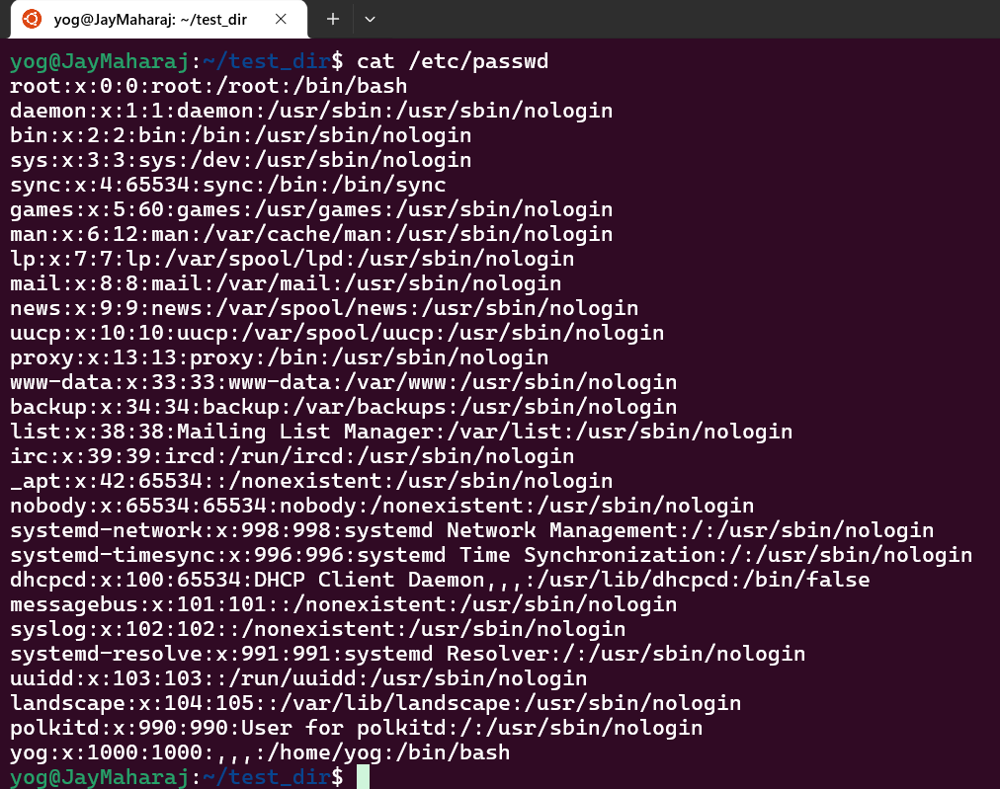 yog@JayMaharaj: ~/test_dir
yog@JayMaharaj:~/test_dir$ cat /etc/passwd
root:x:0:0:root:/root:/bin/bash
daemon:x:1:1:daemon:/usr/sbin:/usr/sbin/nologin
bin:x:2:2:bin:/bin:/usr/sbin/nologin
sys:x:3:3:sys:/dev:/usr/sbin/nologin
sync:x:4:65534:sync:/bin:/bin/sync
games:x:5:60:games:/usr/games:/usr/sbin/nologin
man:x:6:12:man:/var/cache/man:/usr/sbin/nologin
lp:x:7:7:lp:/var/spool/lpd:/usr/sbin/nologin
mail:x:8:8:mail:/var/mail:/usr/sbin/nologin
news:x:9:9:news:/var/spool/news:/usr/sbin/nologin
uucp:x:10:10:uucp:/var/spool/uucp:/usr/sbin/nologin
proxy:x:13:13:proxy:/bin:/usr/sbin/nologin
www-data:x:33:33:www-data:/var/www:/usr/sbin/nologin
backup:x:34:34:backup:/var/backups:/usr/sbin/nologin
list:x:38:38:Mailing List Manager:/var/list:/usr/sbin/nologin
irc:x:39:39:ircd:/run/ircd:/usr/sbin/nologin
_apt:x:42:65534::/nonexistent:/usr/sbin/nologin
nobody:x:65534:65534:nobody:/nonexistent:/usr/sbin/nologin
systemd-network:x:998:998:systemd Network Management:/:/usr/sbin/nologin
systemd-timesync:x:996:996:systemd Time Synchronization:/:/usr/sbin/nologin
dhcpcd:x:100:65534:DHCP Client Daemon,,,:/usr/lib/dhcpcd:/bin/false
messagebus:x:101:101::/nonexistent:/usr/sbin/nologin
syslog:x:102:102::/nonexistent:/usr/sbin/nologin
systemd-resolve:x:991:991:systemd Resolver:/:/usr/sbin/nologin
uuidd:x:103:103::/run/uuidd:/usr/sbin/nologin
landscape:x:104:105::/var/lib/landscape:/usr/sbin/nologin
polkitd:x:990:990:User for polkitd:/:/usr/sbin/nologin
yog:x:1000:1000:,,,:/home/yog:/bin/bash
yog@JayMaharaj:~/test_dir$